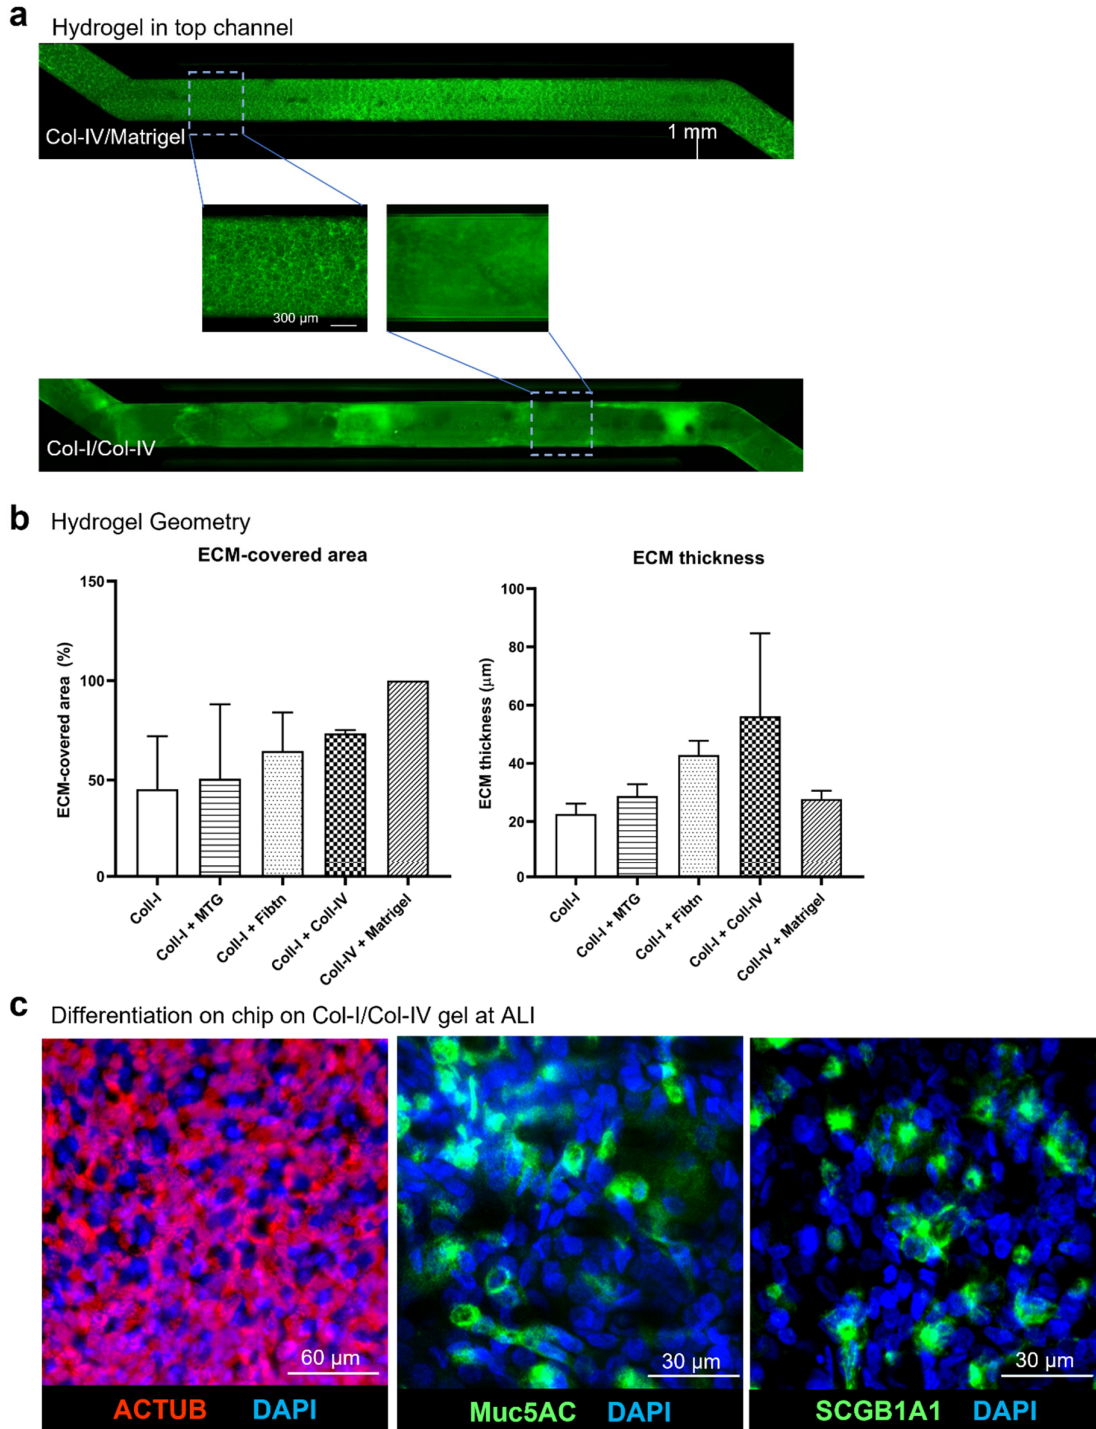 a
Hydrogel in top channel
Col-IV/Matrigel
1 mm
300 µm
Col-I/Col-IV
b
Hydrogel Geometry
ECM-covered area
ECM-covered area (%)
150
100
50
0
Coll-I
Coll-I + MTG
Coll-I + Fibtn
Coll-I + Coll-IV
Coll-IV + Matrigel
ECM thickness
ECM thickness (µm)
100
80
60
40
20
0
Coll-I
Coll-I + MTG
Coll-I + Fibtn
Coll-I + Coll-IV
Coll-IV + Matrigel
c
Differentiation on chip on Col-I/Col-IV gel at ALI
60 µm
30 µm
30 µm
ACTUB DAPI
Muc5AC DAPI
SCGB1A1 DAPI